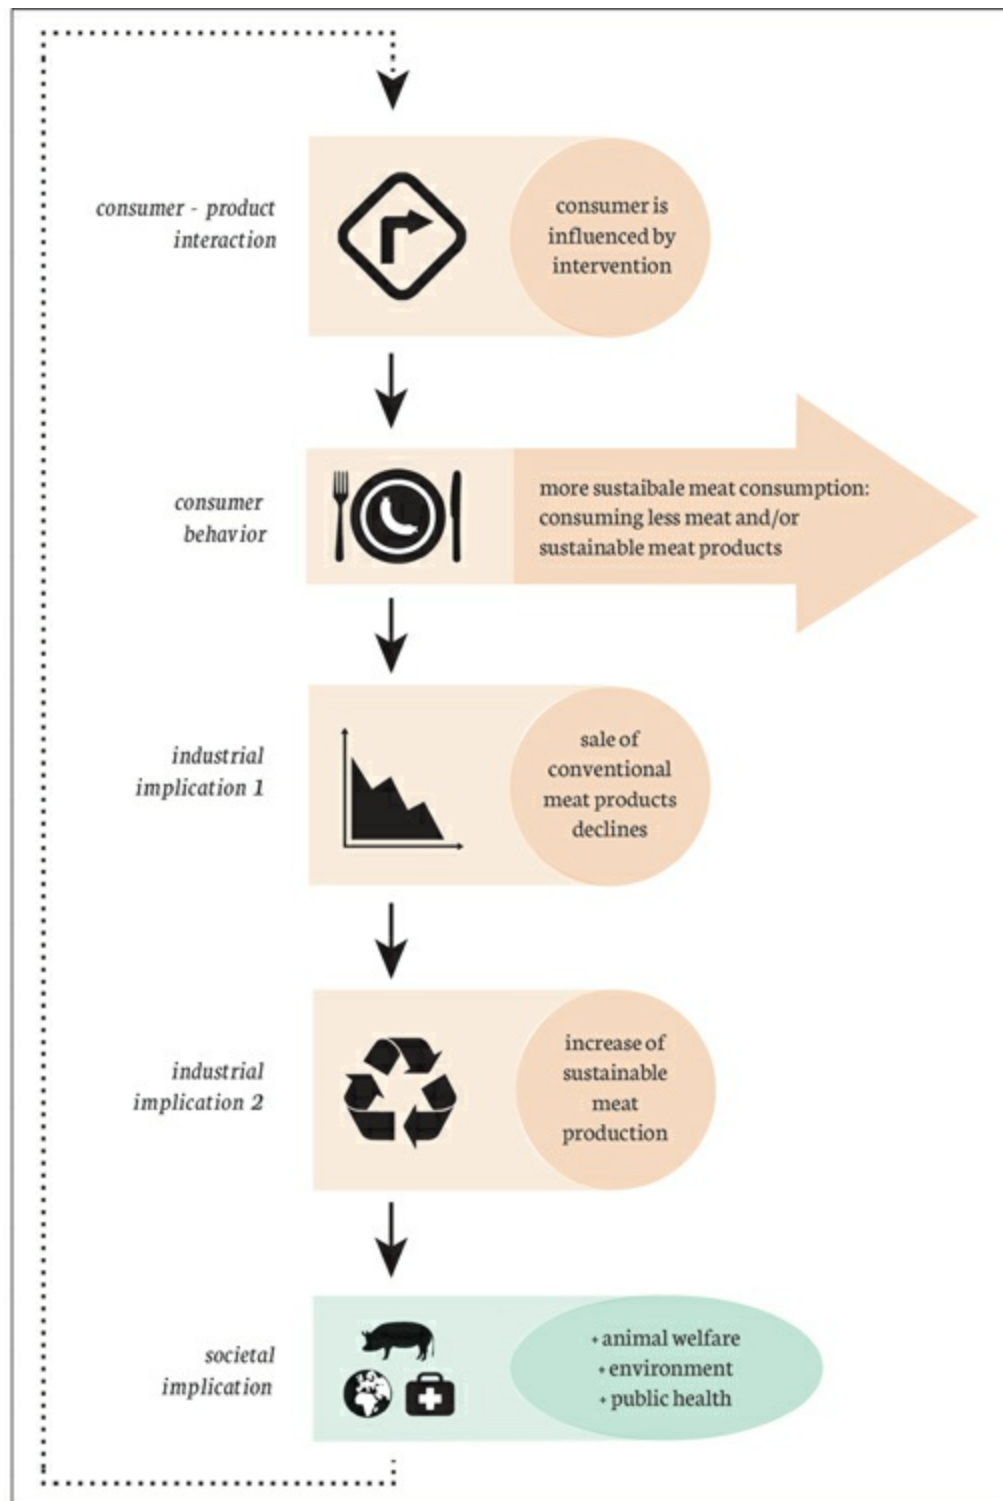 consumer - product
interaction
consumer is
influenced by
intervention
consumer
behavior
more sustaibale meat consumption:
consuming less meat and/or
sustainable meat products
industrial
implication 1
sale of
conventional
meat products
declines
industrial
implication 2
increase of
sustainable
meat
production
societal
implication
+ animal welfare
+ environment
+ public health